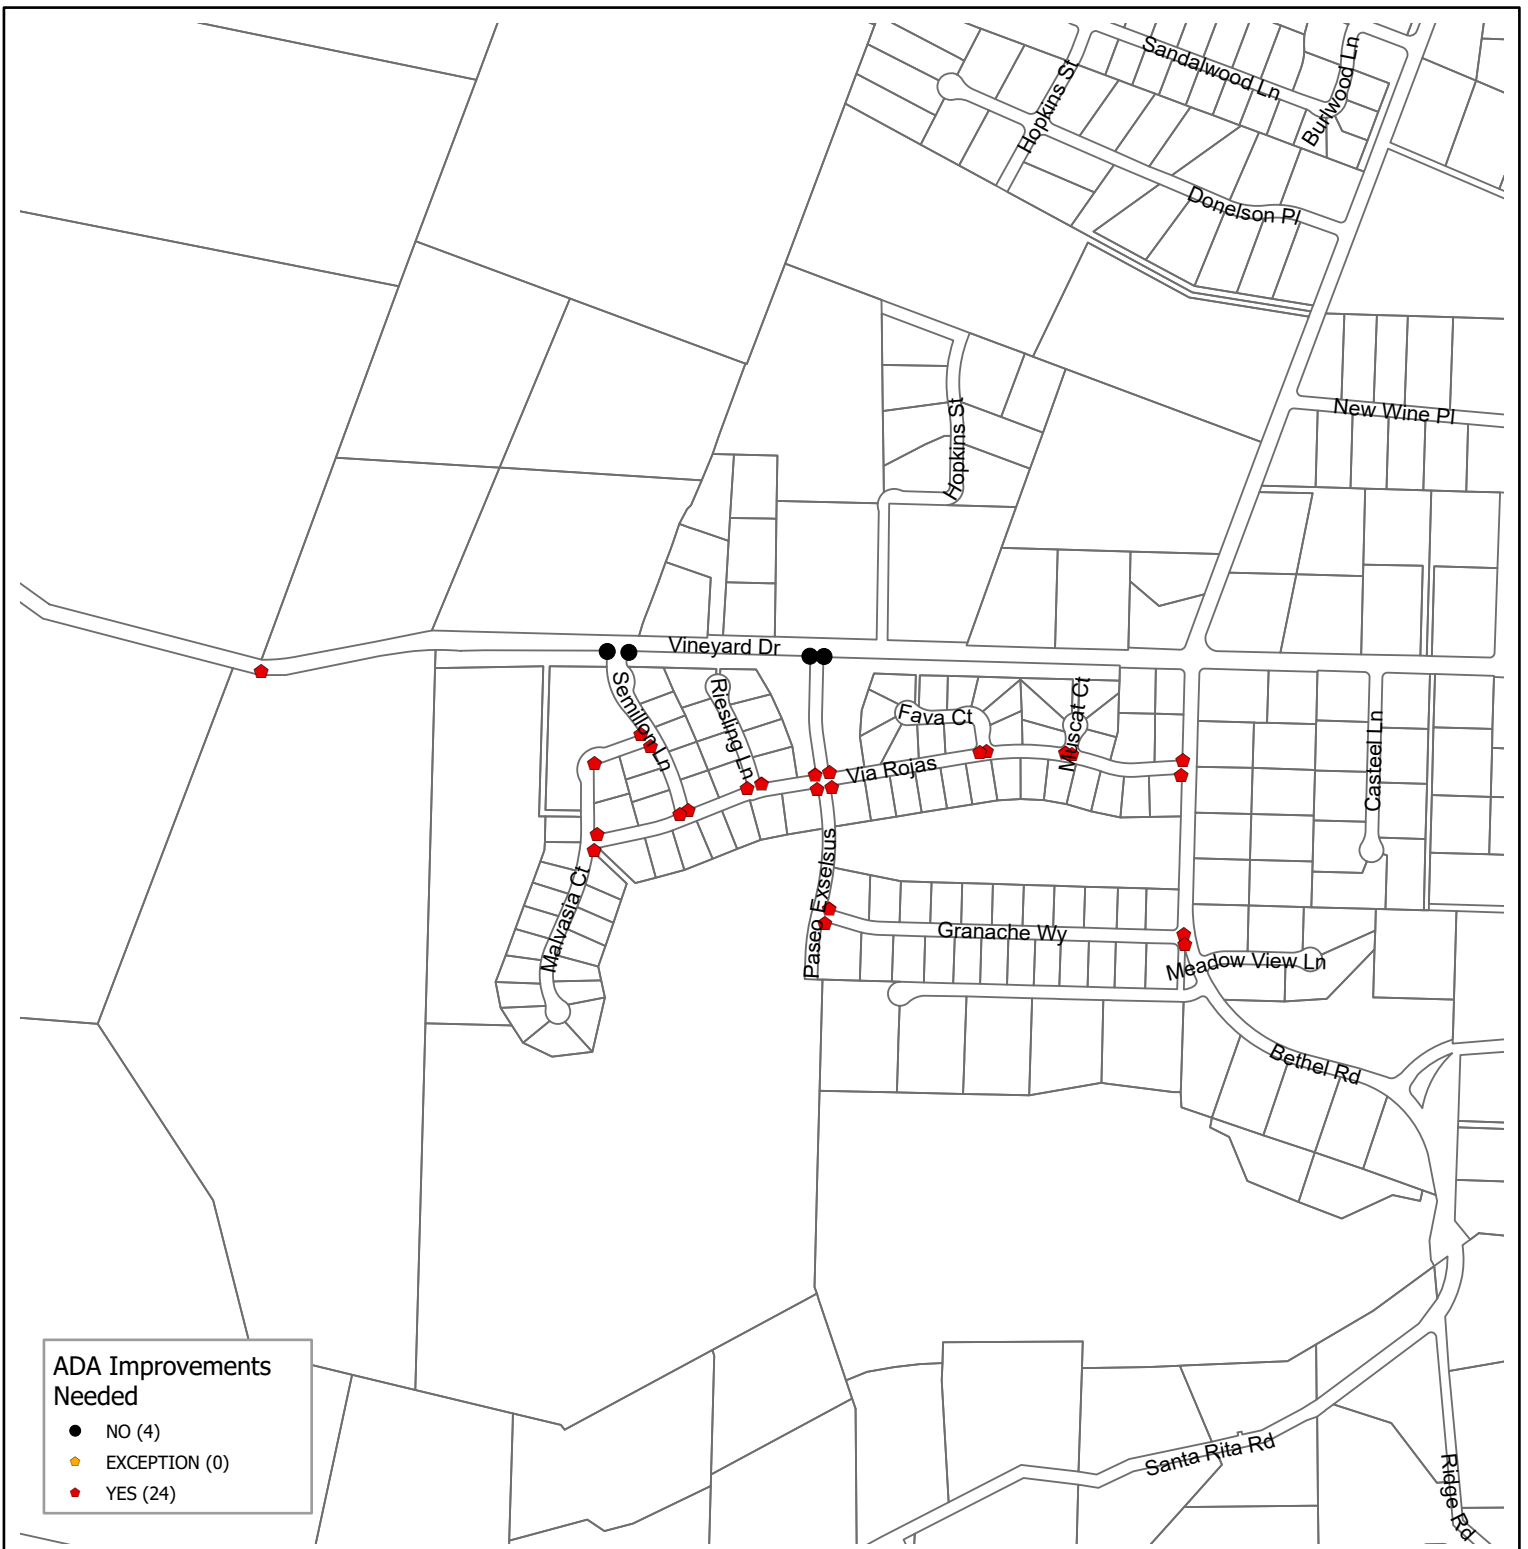 Sandalwood Ln
Burlwood Ln
Hopkins St
Donelson Pl
New Wine Pl
Hopkins St
Vineyard Dr
Semillon Ln
Riesling Ln
Fava Ct
Muscat Ct
Via Rojas
Casteel Ln
Malvasia Ct
Paseo Exselsus
Granache Wy
Meadow View Ln
Bethel Rd
Santa Rita Rd
Ridge Rd
ADA Improvements
Needed
NO (4)
EXCEPTION (0)
YES (24)